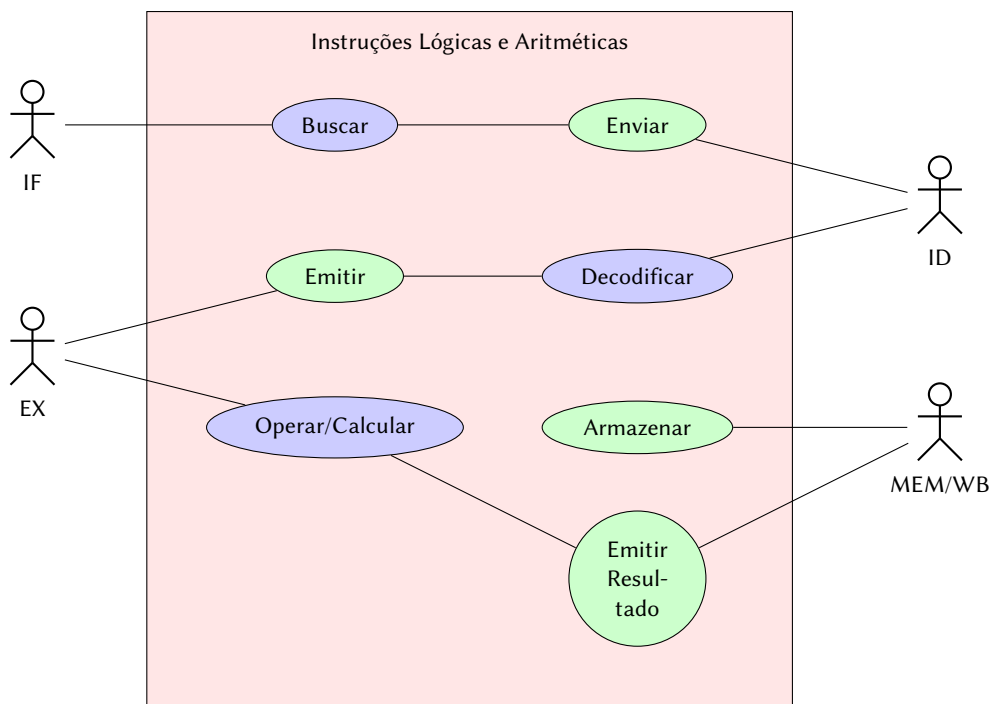 Instruções Lógicas e Aritméticas
Buscar
Enviar
IF
ID
Emitir
Decodificar
EX
Operar/Calcular
Armazenar
MEM/WB
Emitir
Resul-
tado